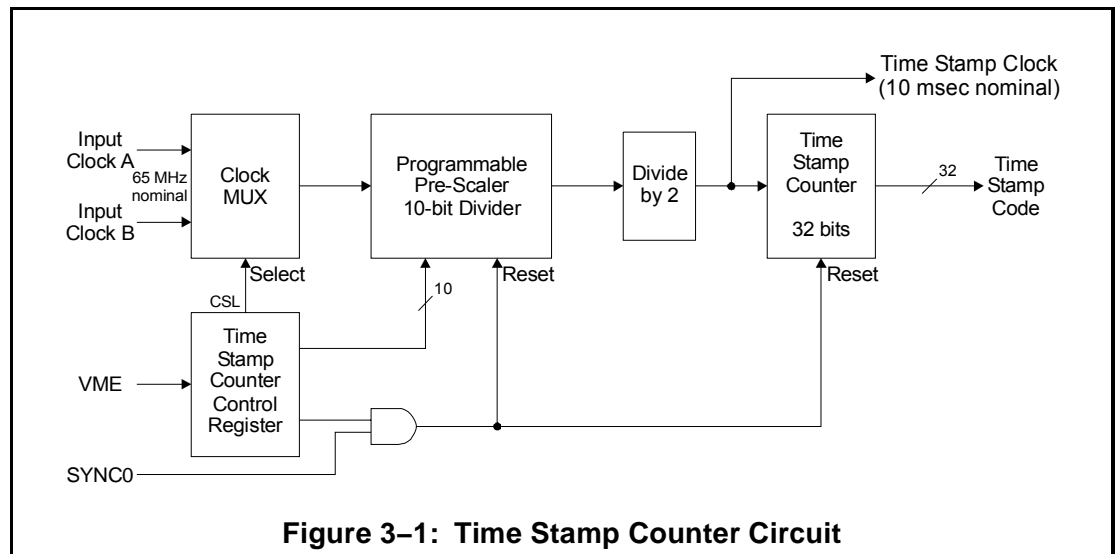 Time Stamp Clock
(10 msec nominal)
Input
Clock A
65 MHz
nominal
Input
Clock B
Clock
MUX
Programmable
Pre-Scaler
10-bit Divider
Divide
by 2
Time
Stamp
Counter
32 bits
32
Time
Stamp
Code
Select
Reset
Reset
10
CSL
Time
Stamp
Counter
Control
Register
VME
SYNC0
Figure 3–1: Time Stamp Counter Circuit